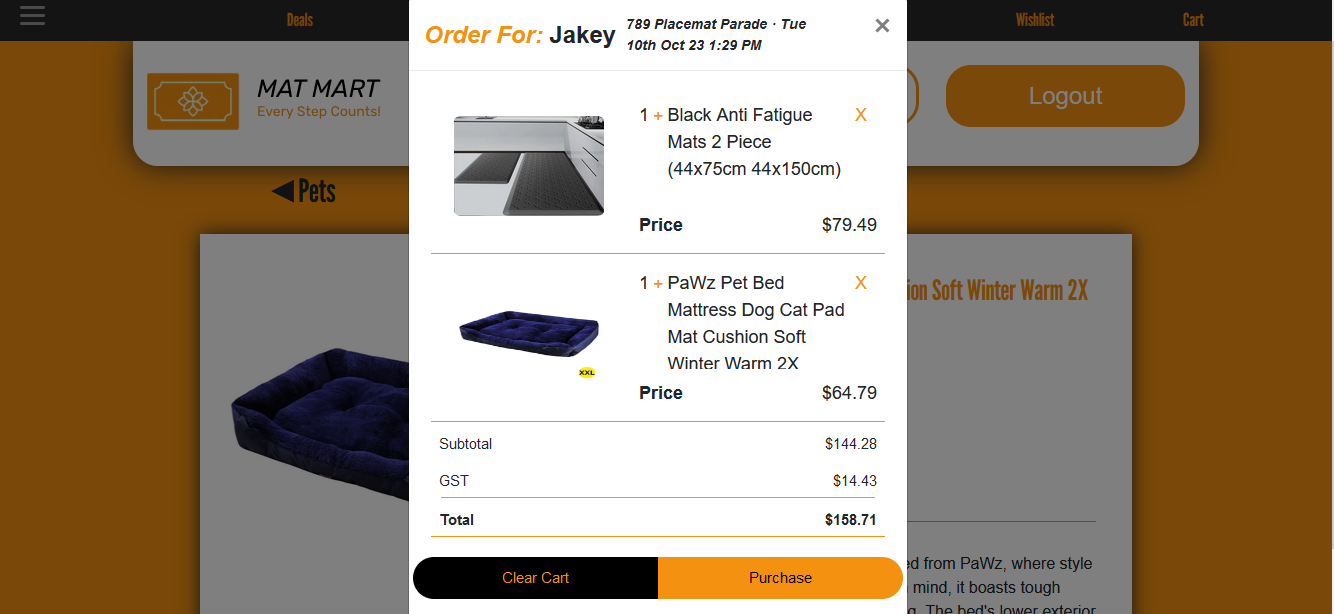 Deals
Wishlist
Cart
Order For: Jakey
789 Placemat Parade · Tue
10th Oct 23 1:29 PM
×
MAT MART
Every Step Counts!
Logout
Pets
1 + Black Anti Fatigue X
Mats 2 Piece
(44x75cm 44x150cm)
Price $79.49
1 + PaWz Pet Bed X
Mattress Dog Cat Pad
Mat Cushion Soft
Winter Warm 2X
XXL
Price $64.79
Subtotal $144.28
GST $14.43
Total $158.71
Clear Cart
Purchase
ion Soft Winter Warm 2X
ed from PaWz, where style
mind, it boasts tough
g. The bed's lower exterior